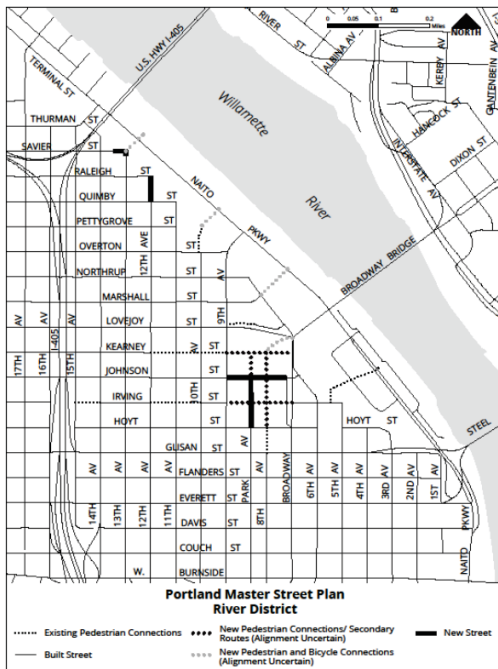 RIVER ST
ALBINA AV
B
0 0.05 0.1 0.2
Miles
NORTH
KERBY AV
GANTENBEIN AV
U.S. HWY I-405
TERMINAL ST
Willamette
River
HANCOCK ST
DIXON ST
INTERSTATE AV
THURMAN ST
SAVIER ST
RALEIGH ST
QUIMBY ST
NAITO PKWY
PETTYGROVE ST
12TH AVE
OVERTON ST
NORTHRUP ST
BROADWAY BRIDGE
MARSHALL ST
9TH AV
LOVEJOY ST
17TH AV
16TH AV
I-405
15TH AV
KEARNEY ST
JOHNSON ST
10TH AV
IRVING ST
HOYT ST
HOYT ST
STEEL
GLISAN ST
FLANDERS ST
EVERETT ST
14TH AV
13TH AV
12TH AV
11TH AV
PARK AV
8TH AV
BROADWAY
6TH AV
5TH AV
4TH AV
3RD AV
2ND AV
1ST AV
DAVIS ST
COUCH ST
NAITO PKWY
W. BURNSIDE
Portland Master Street Plan
River District
Existing Pedestrian Connections
New Pedestrian Connections/ Secondary
Routes (Alignment Uncertain)
New Street
Built Street
New Pedestrian and Bicycle Connections
(Alignment Uncertain)